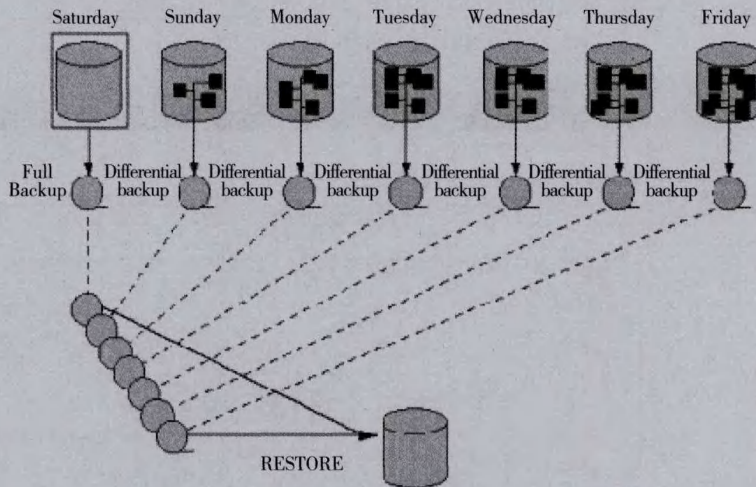 Saturday Sunday Monday Tuesday Wednesday Thursday Friday
Full Differential Differential Differential Differential Differential Differential
Backup backup backup backup backup backup backup
RESTORE